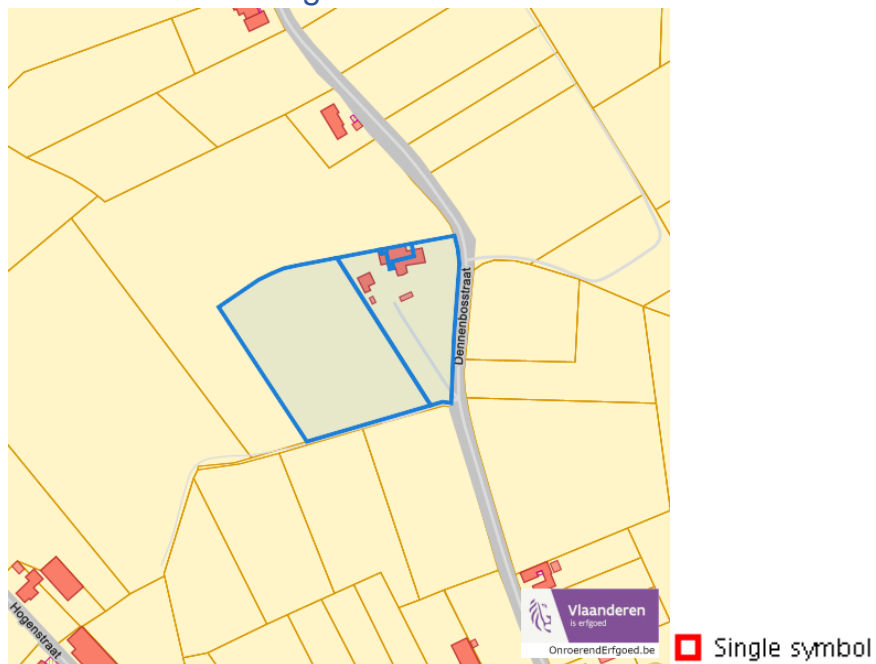 Dennenbosstraat
Hogenstraat
Vlaanderen
is erfgoed
OnroerendErfgoed.be
Single symbol